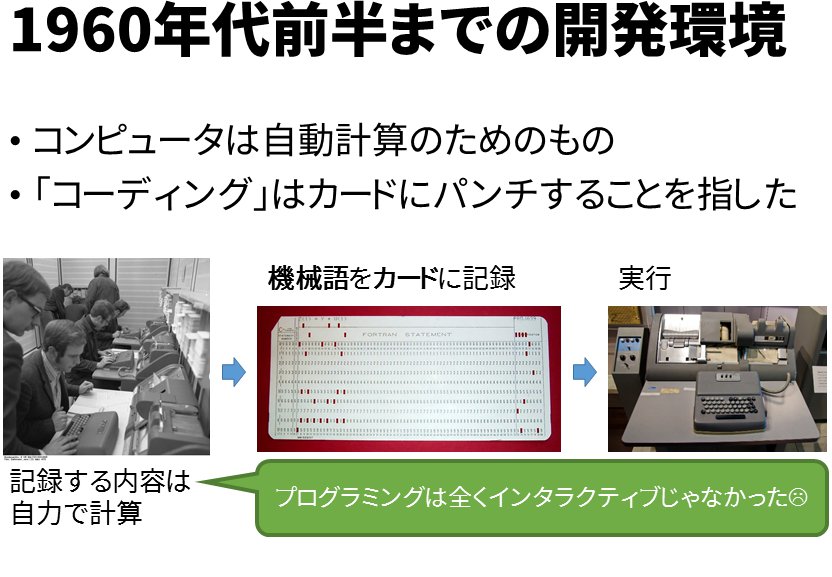 1960年代前半までの開発環境
• コンピュータは自動計算のためのもの
• 「コーディング」はカードにパンチすることを指した
機械語をカードに記録
実行
FORTRAN STATEMENT
記録する内容は
自力で計算
プログラミングは全くインタラクティブじゃなかった☹